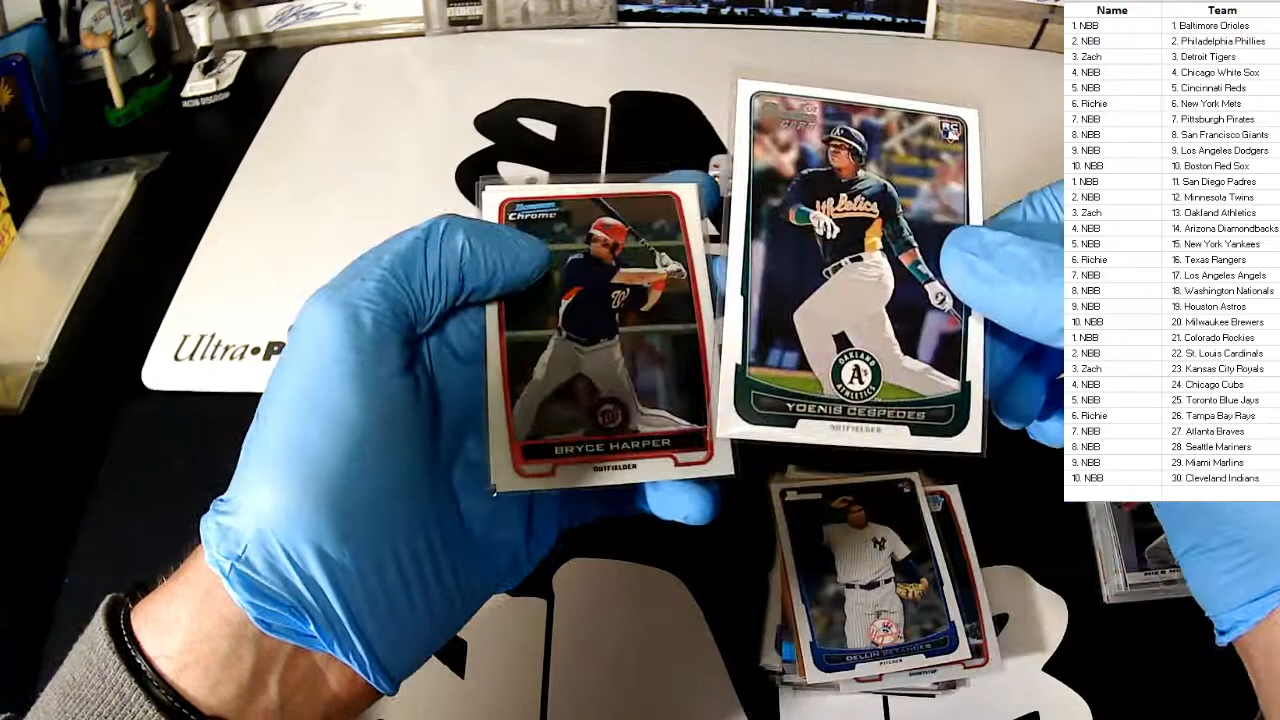 Name Team
1. NBB 1. Baltimore Orioles
2. NBB 2. Philadelphia Phillies
3. Zach 3. Detroit Tigers
4. NBB 4. Chicago White Sox
5. NBB 5. Cincinnati Reds
6. Richie 6. New York Mets
7. NBB 7. Pittsburgh Pirates
8. NBB 8. San Francisco Giants
9. NBB 9. Los Angeles Dodgers
10. NBB 10. Boston Red Sox
1. NBB 11. San Diego Padres
2. NBB 12. Minnesota Twins
3. Zach 13. Oakland Athletics
4. NBB 14. Arizona Diamondbacks
5. NBB 15. New York Yankees
6. Richie 16. Texas Rangers
7. NBB 17. Los Angeles Angels
8. NBB 18. Washington Nationals
9. NBB 19. Houston Astros
10. NBB 20. Milwaukee Brewers
1. NBB 21. Colorado Rockies
2. NBB 22. St. Louis Cardinals
3. Zach 23. Kansas City Royals
4. NBB 24. Chicago Cubs
5. NBB 25. Toronto Blue Jays
6. Richie 26. Tampa Bay Rays
7. NBB 27. Atlanta Braves
8. NBB 28. Seattle Mariners
9. NBB 29. Miami Marlins
10. NBB 30. Cleveland Indians
RC
Athletics
OAKLAND
A's
ATHLETICS
YOENIS CESPEDES
OUTFIELDER
Bowman
Chrome
W
BRYCE HARPER
OUTFIELDER
Ultra•P
DELLIN BETANCES
PITCHER
SHORTSTOP